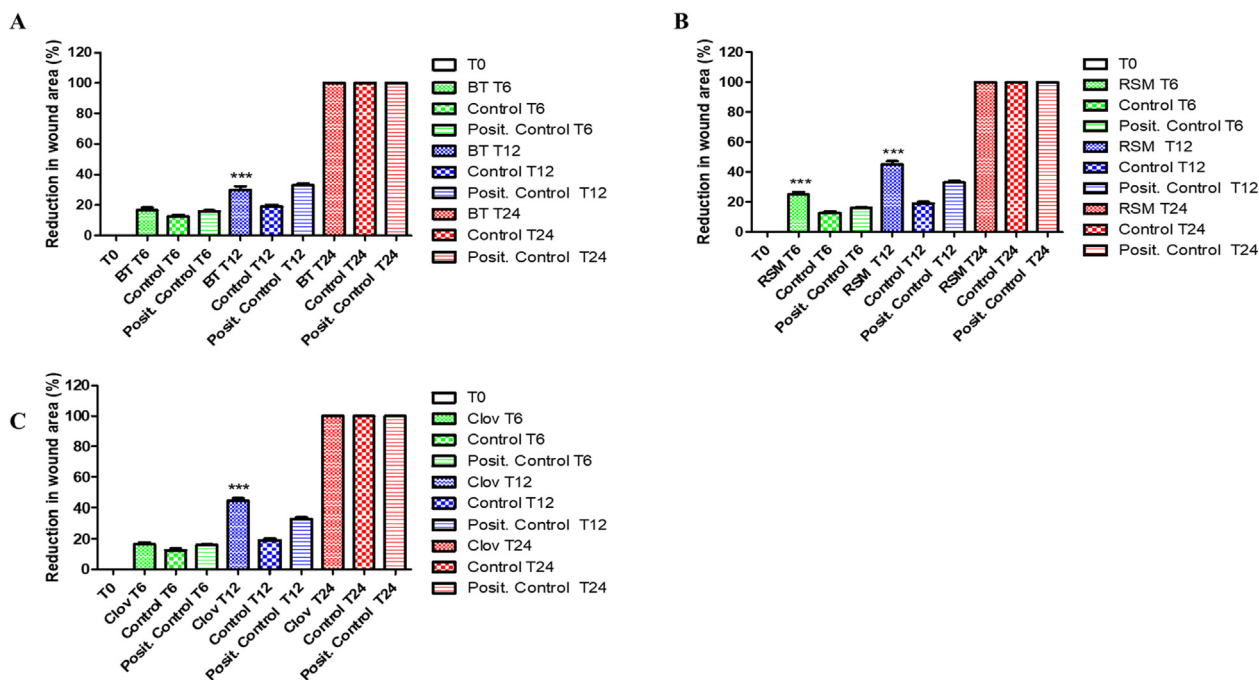 A
Reduction in wound area (%)
120
100
80
60
40
20
0
***
T0
BT T6
Control T6
Posit. Control T6
BT T12
Control T12
Posit. Control T12
BT T24
Control T24
Posit. Control T24
T0
BT T6
Control T6
Posit. Control T6
BT T12
Control T12
Posit. Control T12
BT T24
Control T24
Posit. Control T24
B
Reduction in wound area (%)
120
100
80
60
40
20
0
***
***
T0
RSM T6
Control T6
Posit. Control T6
RSM T12
Control T12
Posit. Control T12
RSM T24
Control T24
Posit. Control T24
T0
RSM T6
Control T6
Posit. Control T6
RSM T12
Control T12
Posit. Control T12
RSM T24
Control T24
Posit. Control T24
C
Reduction in wound area (%)
120
100
80
60
40
20
0
***
T0
Clov T6
Control T6
Posit. Control T6
Clov T12
Control T12
Posit. Control T12
Clov T24
Control T24
Posit. Control T24
T0
Clov T6
Control T6
Posit. Control T6
Clov T12
Control T12
Posit. Control T12
Clov T24
Control T24
Posit. Control T24